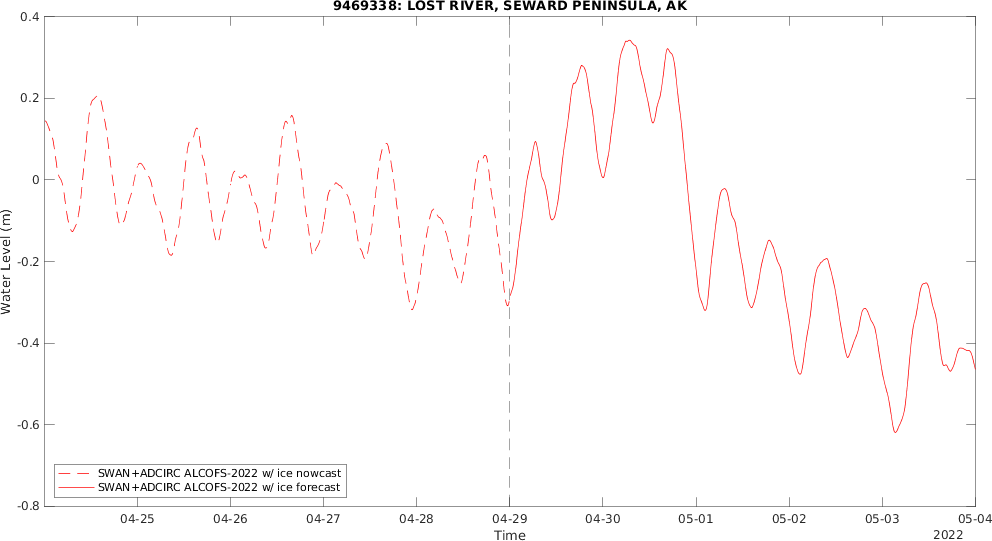 9469338: LOST RIVER, SEWARD PENINSULA, AK
0.4
0.2
0
-0.2
-0.4
-0.6
-0.8
Water Level (m)
SWAN+ADCIRC ALCOFS-2022 w/ ice nowcast
SWAN+ADCIRC ALCOFS-2022 w/ ice forecast
04-25 04-26 04-27 04-28 04-29 04-30 05-01 05-02 05-03 05-04
Time
2022